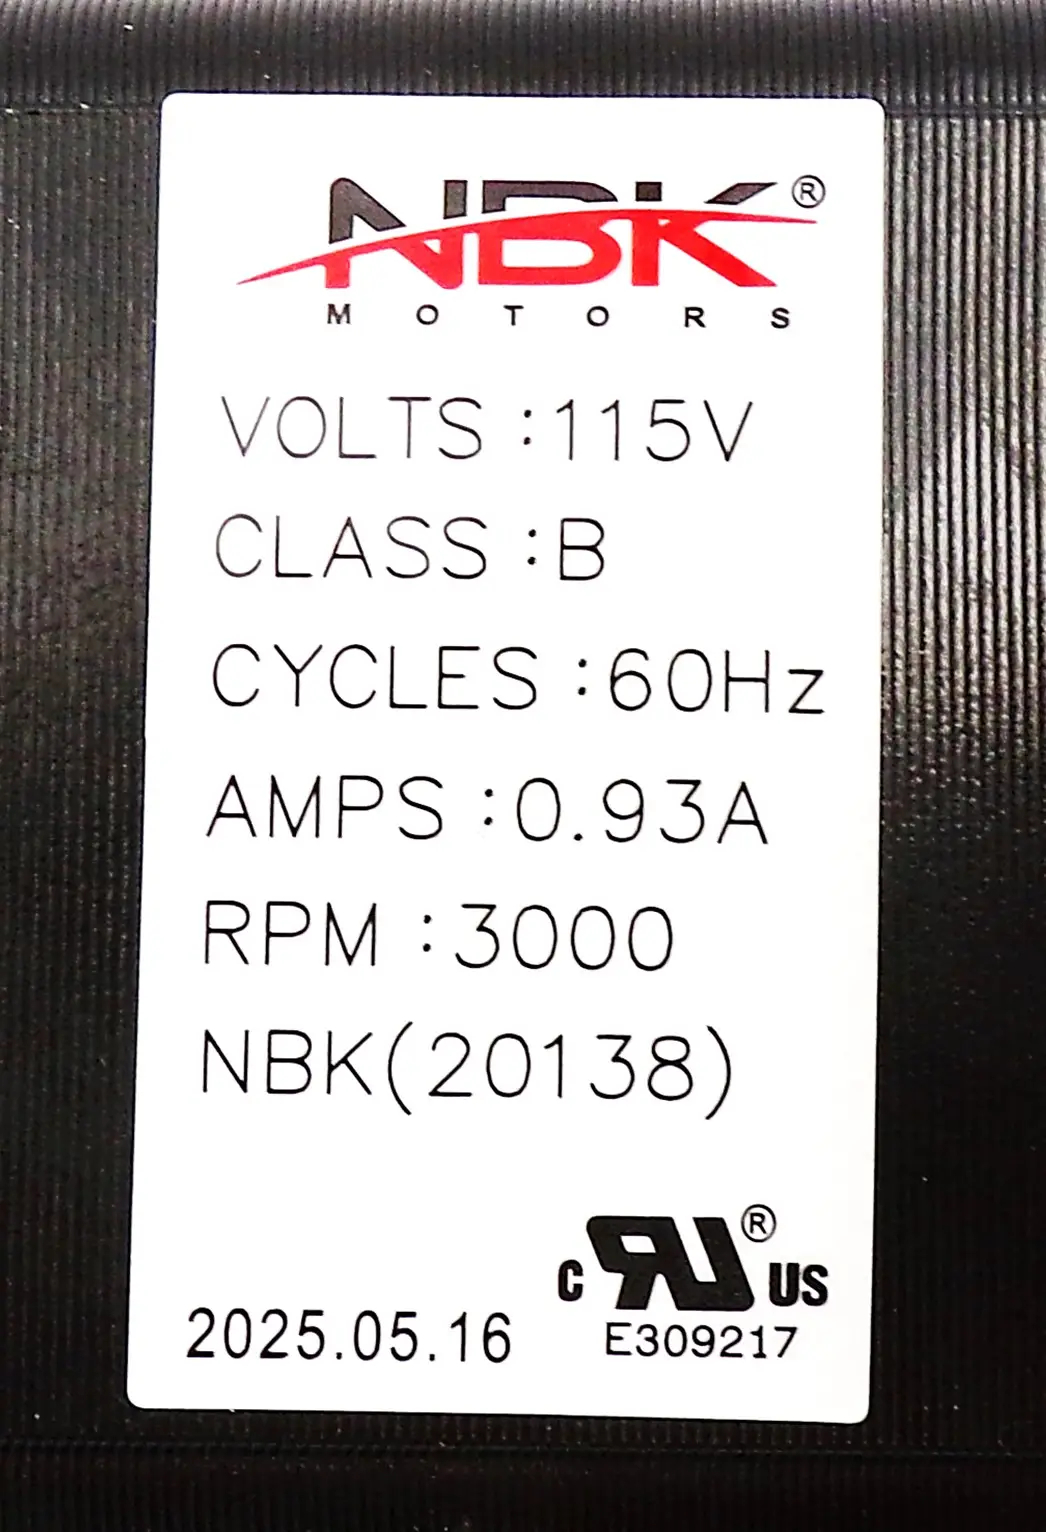 NBK®
MOTORS
VOLTS :115V
CLASS :B
CYCLES :60Hz
AMPS :0.93A
RPM :3000
NBK(20138)
c RU® US
2025.05.16 E309217